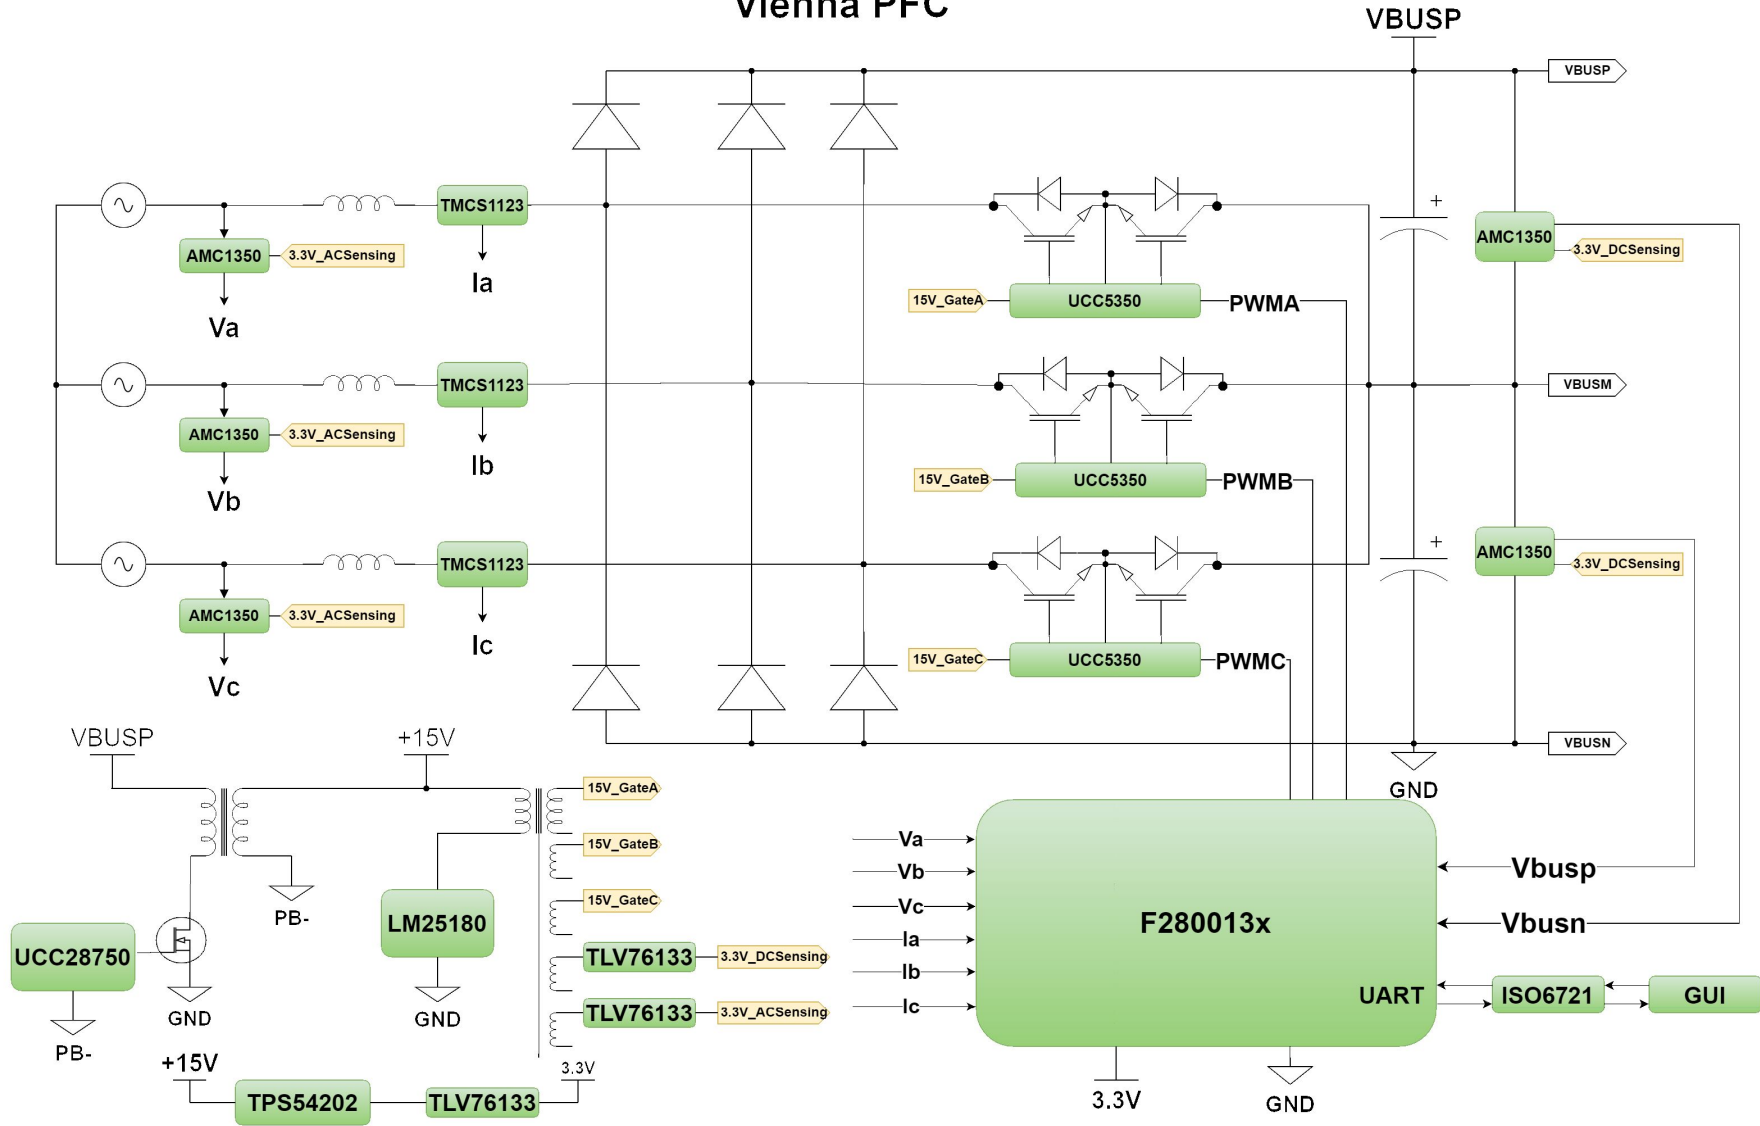 Vienna PFC
VBUSP
VBUSP
TMCS1123
AMC1350
3.3V_ACSensing
Ia
Va
15V_GateA
UCC5350
PWMA
+
AMC1350
3.3V_DCSensing
TMCS1123
AMC1350
3.3V_ACSensing
Ib
Vb
15V_GateB
UCC5350
PWMB
VBUSM
TMCS1123
AMC1350
3.3V_ACSensing
Ic
Vc
15V_GateC
UCC5350
PWMC
+
AMC1350
3.3V_DCSensing
VBUSN
GND
VBUSP
+15V
15V_GateA
15V_GateB
15V_GateC
PB-
LM25180
UCC28750
TLV76133
3.3V_DCSensing
TLV76133
3.3V_ACSensing
GND
GND
PB-
+15V
TPS54202
TLV76133
3.3V
Va
Vb
Vc
Ia
Ib
Ic
F280013x
Vbusp
Vbusn
UART
ISO6721
GUI
3.3V
GND